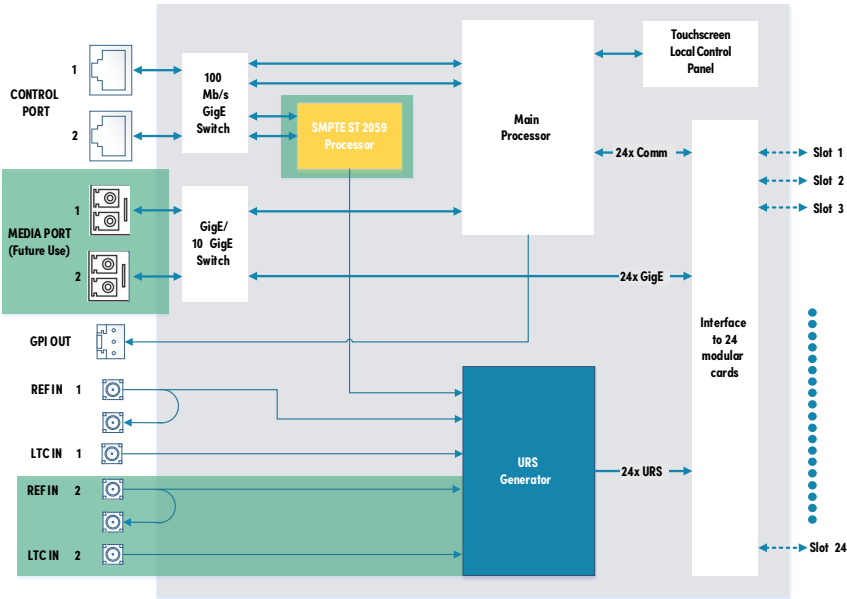 CONTROL
PORT
1
2
100
Mb/s
GigE
Switch
SMPTE ST 2059
Processor
Main
Processor
Touchscreen
Local Control
Panel
24x Comm
Slot 1
Slot 2
Slot 3
MEDIA PORT
(Future Use)
1
2
GigE/
10 GigE
Switch
24x GigE
Interface
to 24
modular
cards
GPI OUT
REF IN 1
LTC IN 1
REF IN 2
LTC IN 2
URS
Generator
24x URS
Slot 24